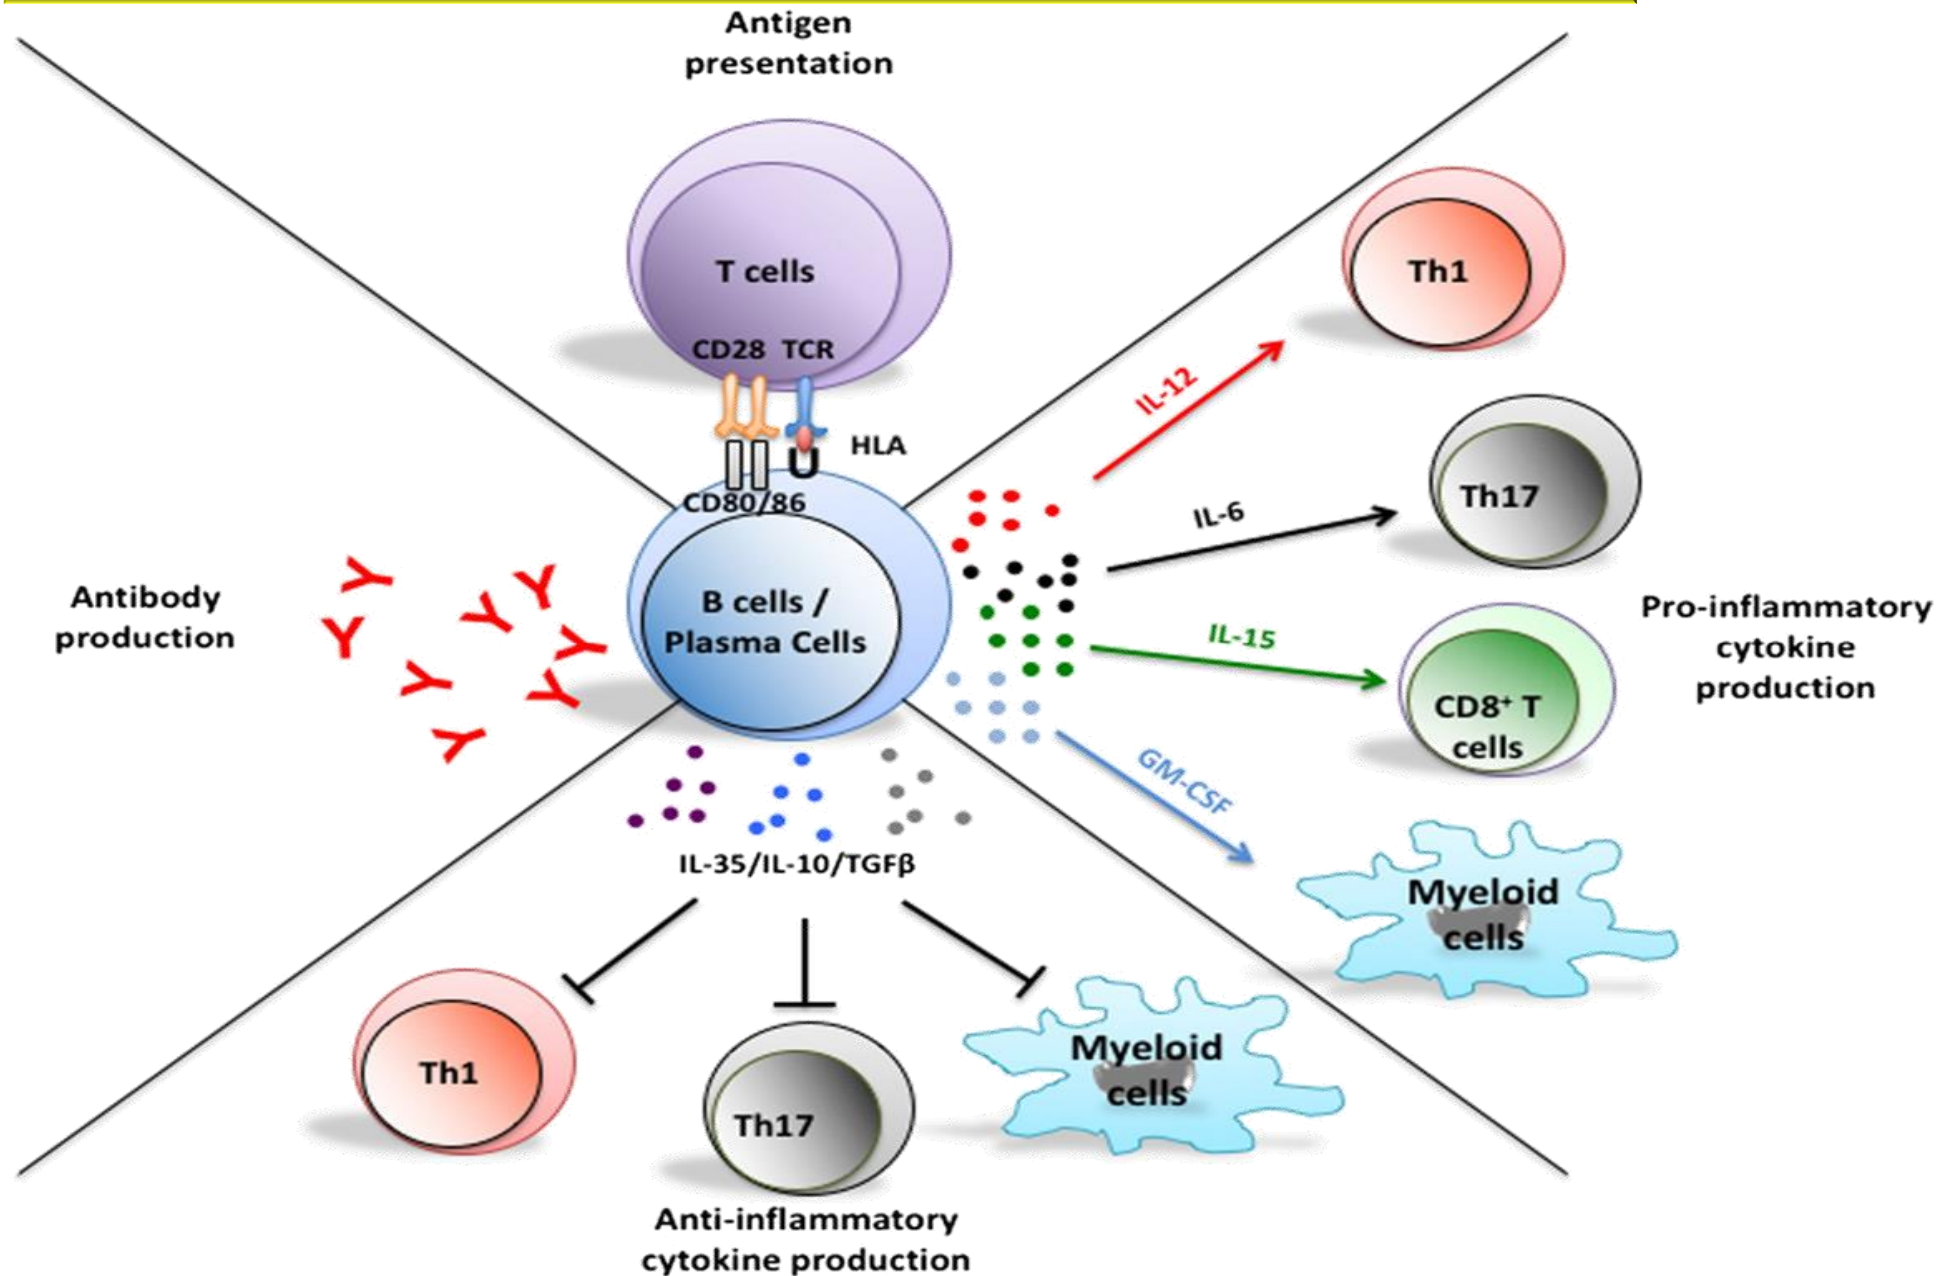 Antigen
presentation
T cells
CD28 TCR
HLA
CD80/86
B cells /
Plasma Cells
Antibody
production
IL-12
Th1
IL-6
Th17
IL-15
CD8⁺ T
cells
GM-CSF
Myeloid
cells
Pro-inflammatory
cytokine
production
IL-35/IL-10/TGFβ
Th1
Th17
Myeloid
cells
Anti-inflammatory
cytokine production